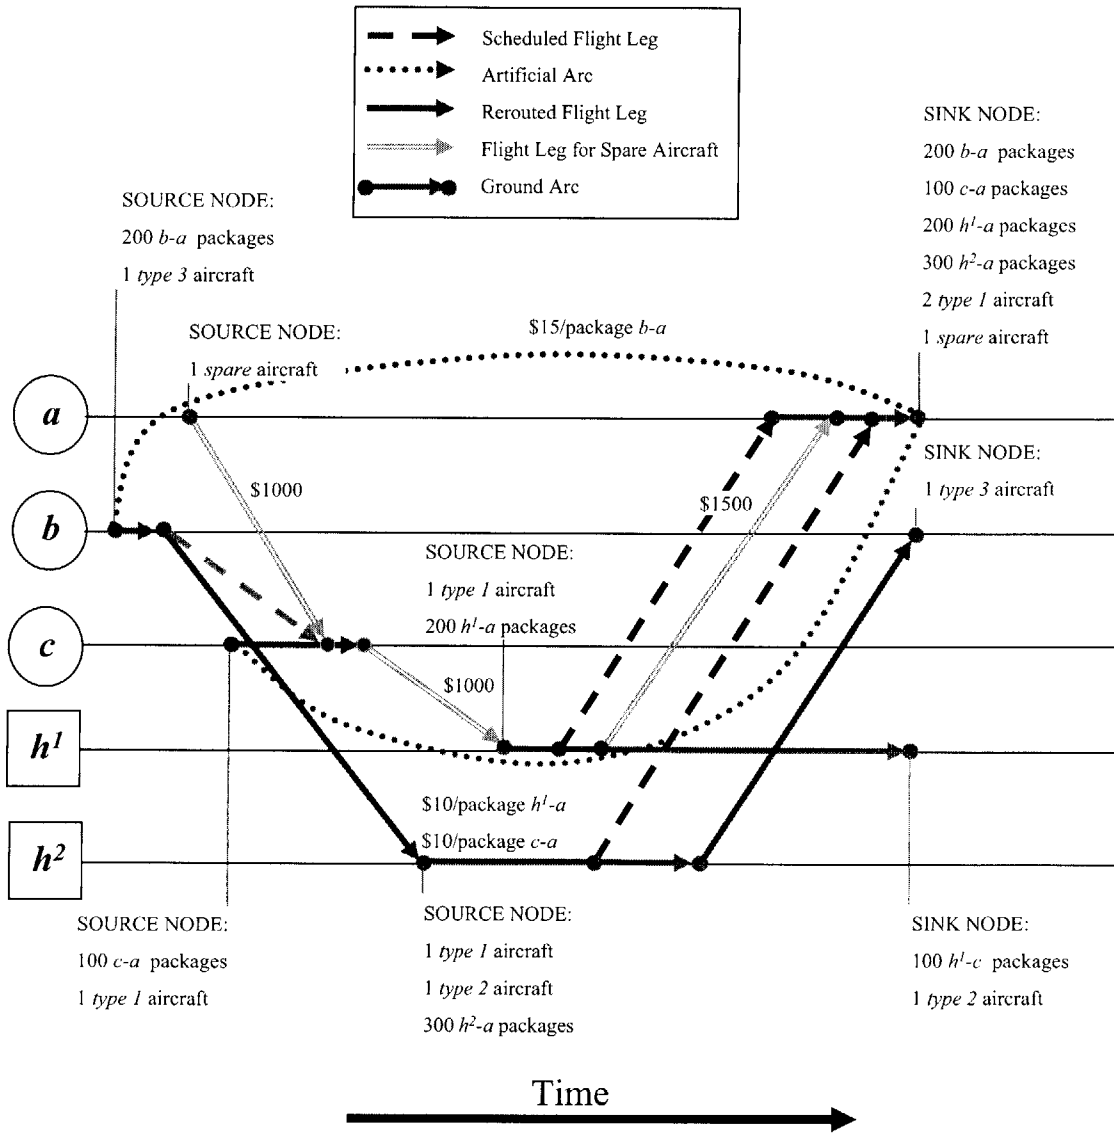 Scheduled Flight Leg
Artificial Arc
Rerouted Flight Leg
Flight Leg for Spare Aircraft
Ground Arc
SINK NODE:
200 b-a packages
100 c-a packages
200 h¹-a packages
300 h²-a packages
2 type 1 aircraft
1 spare aircraft
SOURCE NODE:
200 b-a packages
1 type 3 aircraft
SOURCE NODE:
1 spare aircraft
$15/package b-a
a
$1000
$1500
SINK NODE:
1 type 3 aircraft
b
SOURCE NODE:
1 type 1 aircraft
200 h¹-a packages
c
$1000
h¹
$10/package h¹-a
$10/package c-a
h²
SOURCE NODE:
100 c-a packages
1 type 1 aircraft
SOURCE NODE:
1 type 1 aircraft
1 type 2 aircraft
300 h²-a packages
SINK NODE:
100 h¹-c packages
1 type 2 aircraft
Time